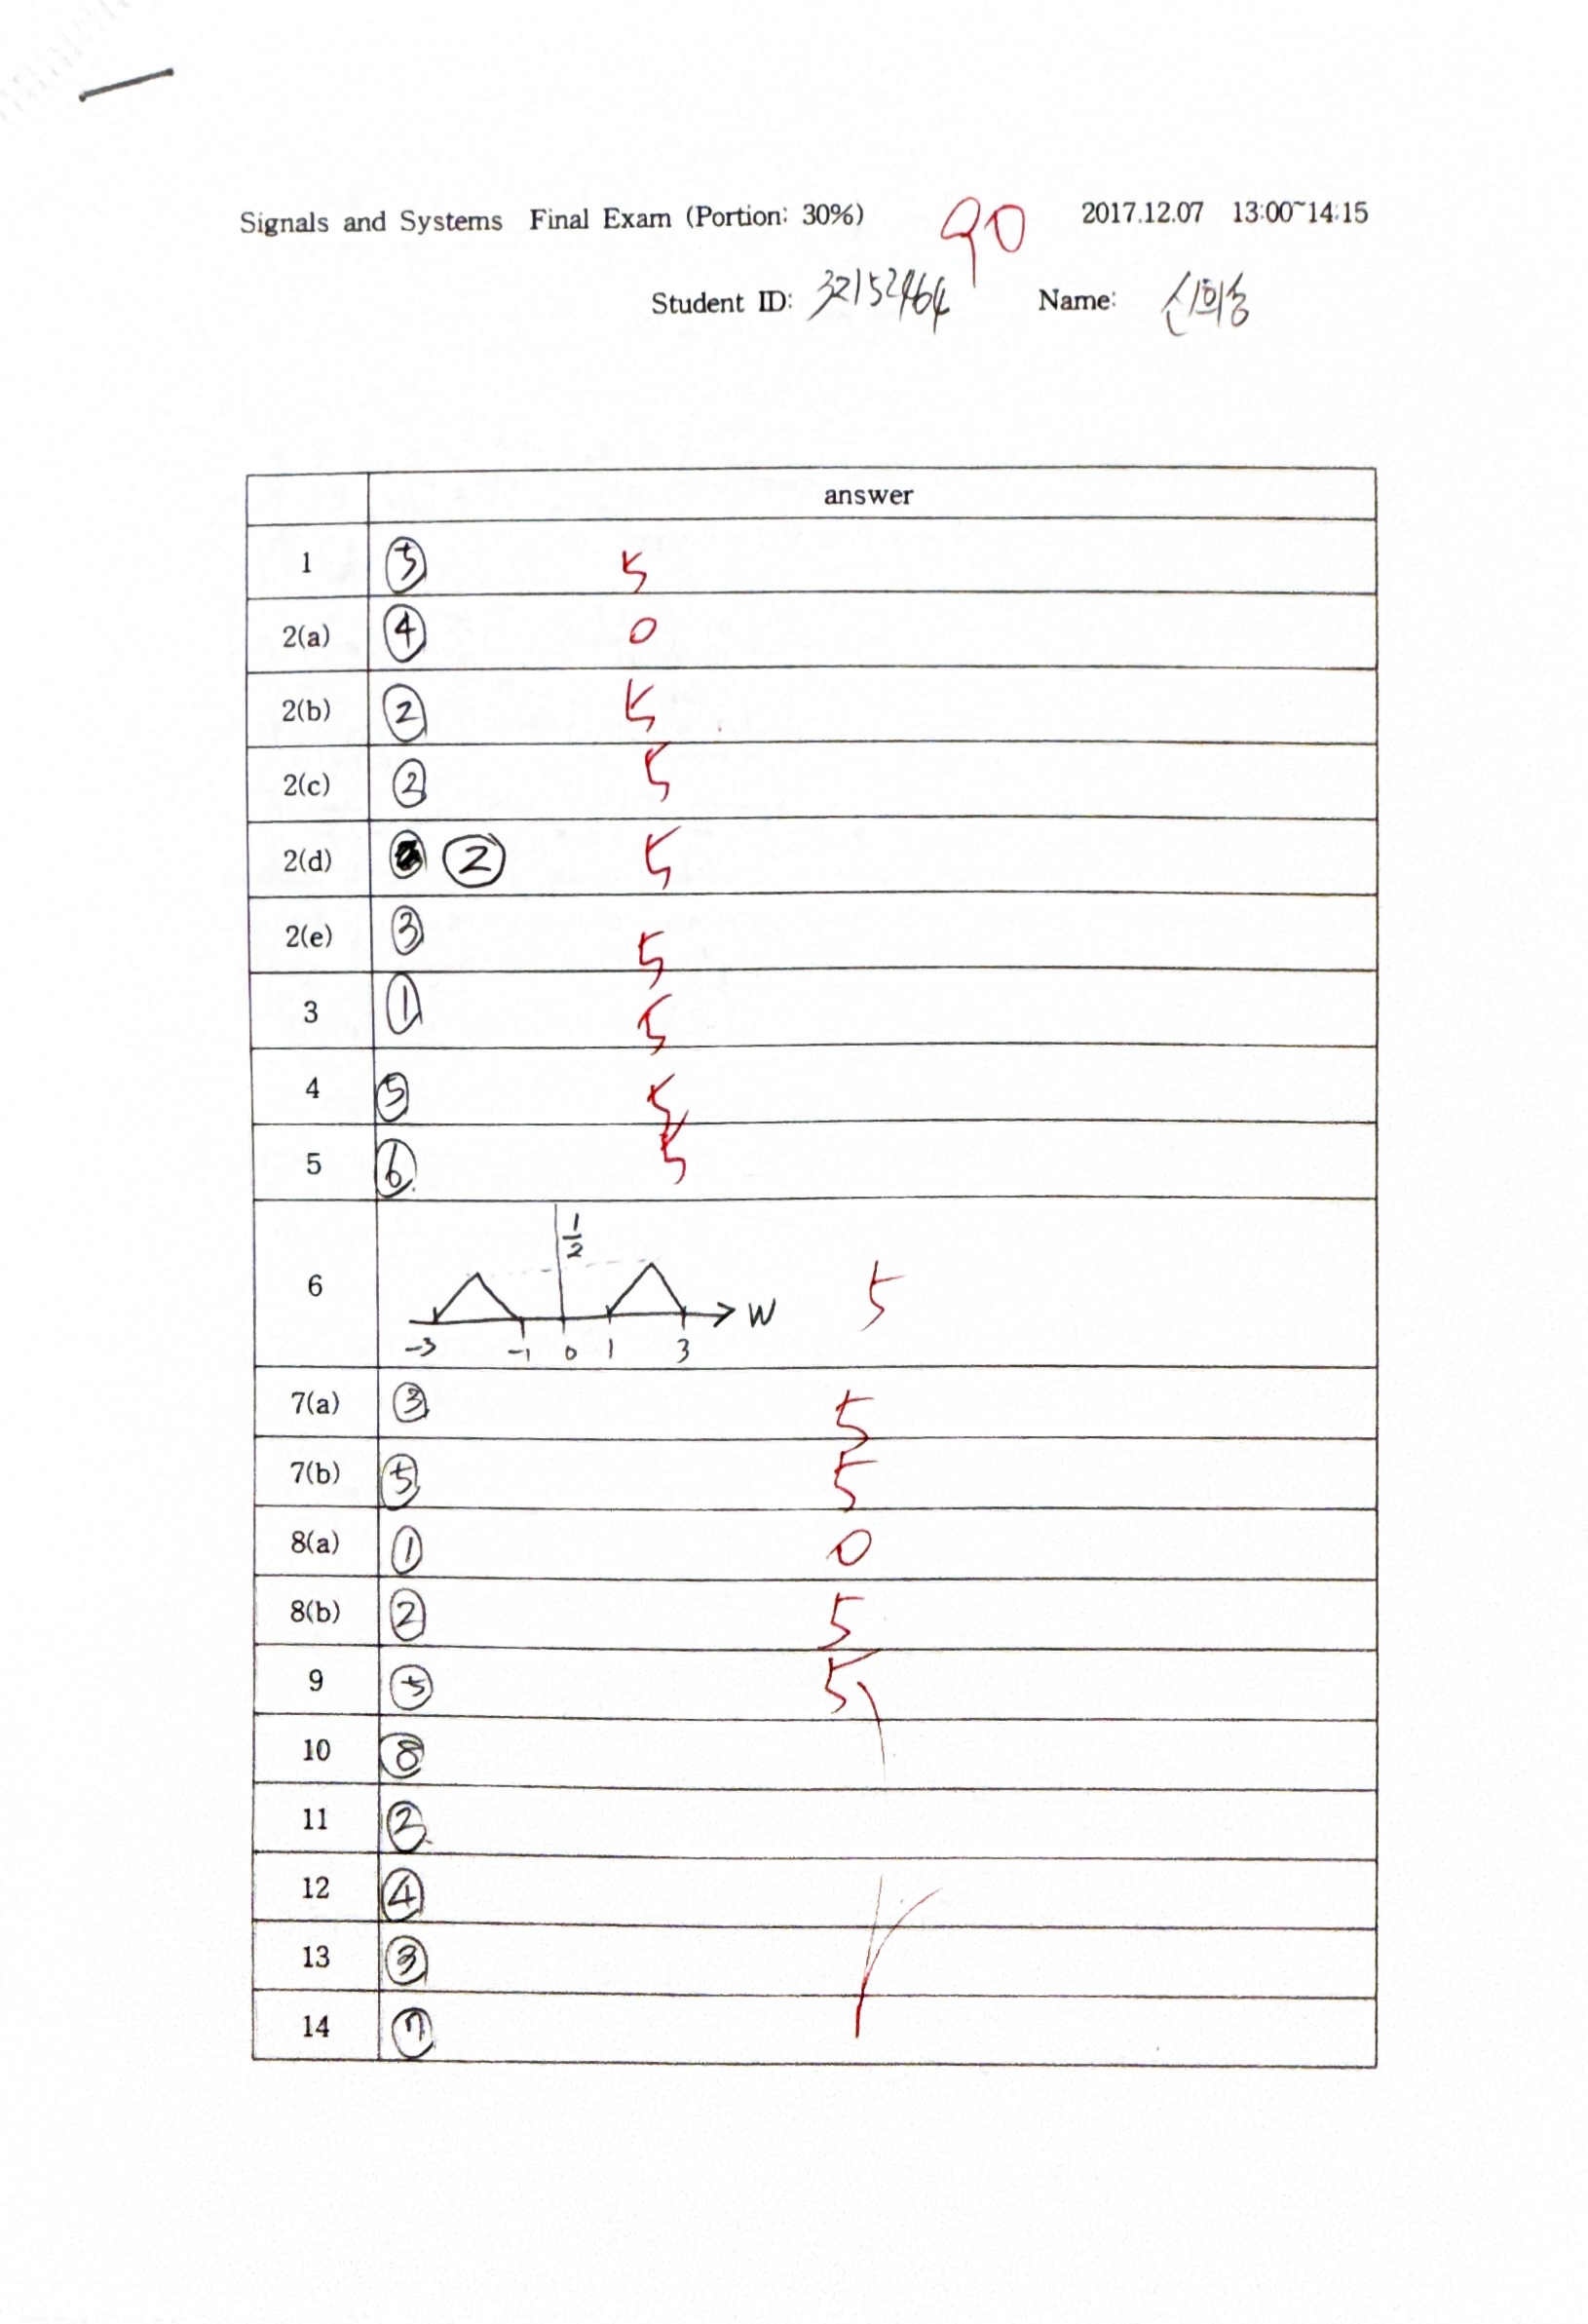 Signals and Systems Final Exam (Portion: 30%) 90 2017.12.07 13:00~14:15
Student ID: 32152464 Name: 신희승
answer
1 ⑤ 5
2(a) ④ 0
2(b) ② 5
2(c) ② 5
2(d) ② 5
2(e) ③ 5
3 ① 5
4 ⑤ 5
5 ⑥ 5
1/2
6 5
W
-3 -1 0 1 3
7(a) ③ 5
7(b) ⑤ 5
8(a) ① 0
8(b) ② 5
9 ⑤ 5
10 ⑧
11 ②
12 ④
13 ③
14 ⑦